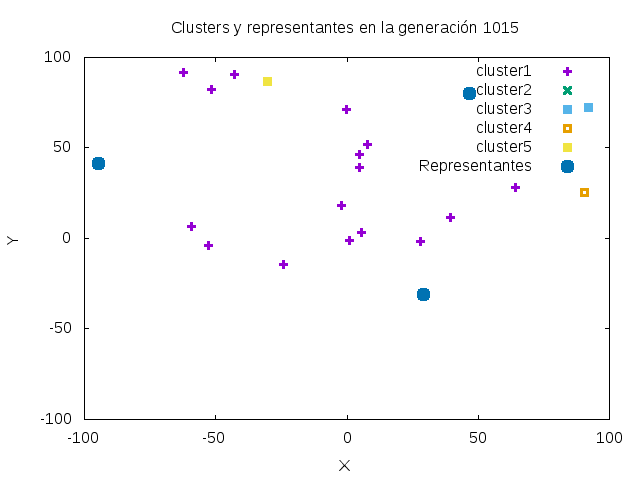 Clusters y representantes en la generación 1015
100
50
0
-50
-100
-100
-50
0
50
100
Y
X
cluster1
cluster2
cluster3
cluster4
cluster5
Representantes